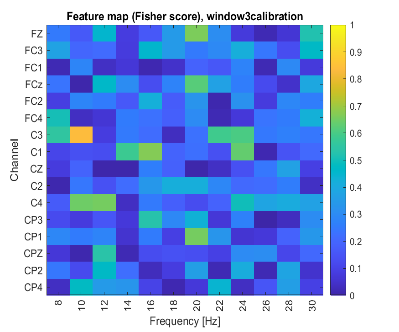 Feature map (Fisher score), window3calibration
FZ
FC3
FC1
FCz
FC2
FC4
C3
C1
CZ
C2
C4
CP3
CP1
CPZ
CP2
CP4
Channel
8 10 12 14 16 18 20 22 24 26 28 30
Frequency [Hz]
1
0.9
0.8
0.7
0.6
0.5
0.4
0.3
0.2
0.1
0